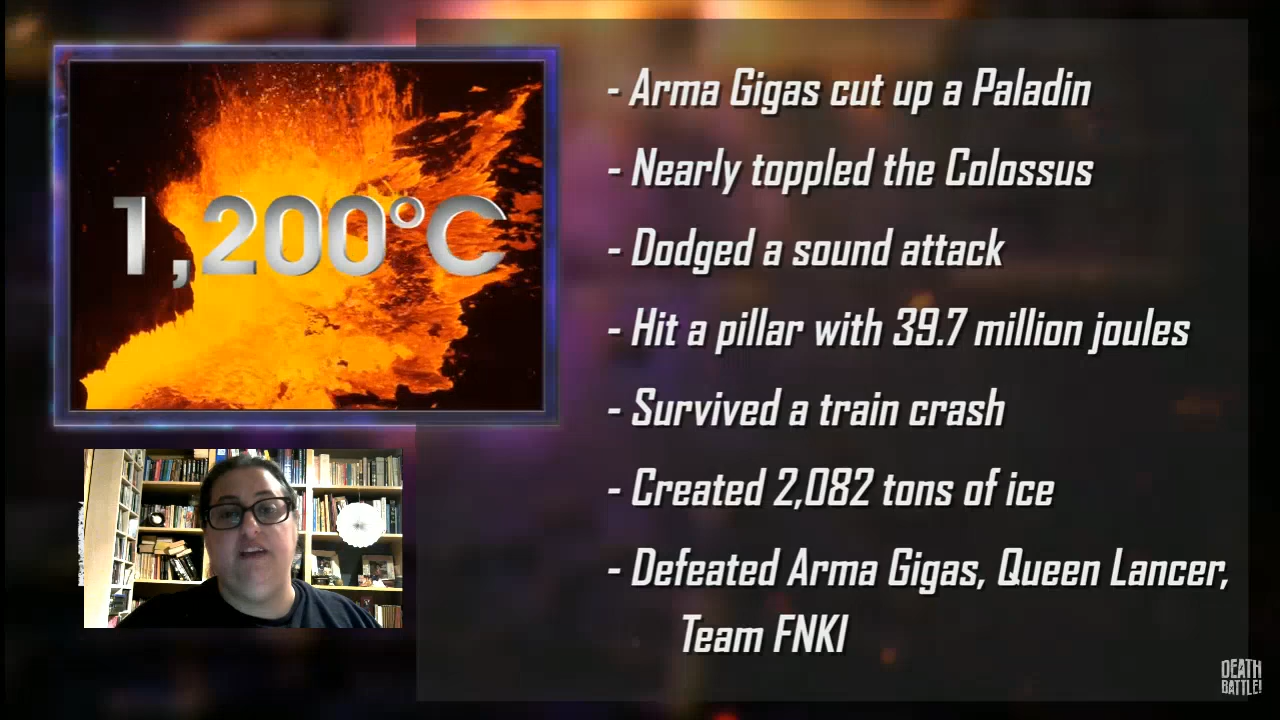 1,200°C
- Arma Gigas cut up a Paladin
- Nearly toppled the Colossus
- Dodged a sound attack
- Hit a pillar with 39.7 million joules
- Survived a train crash
- Created 2,082 tons of ice
- Defeated Arma Gigas, Queen Lancer,
Team FNKI
DEATH
BATTLE!